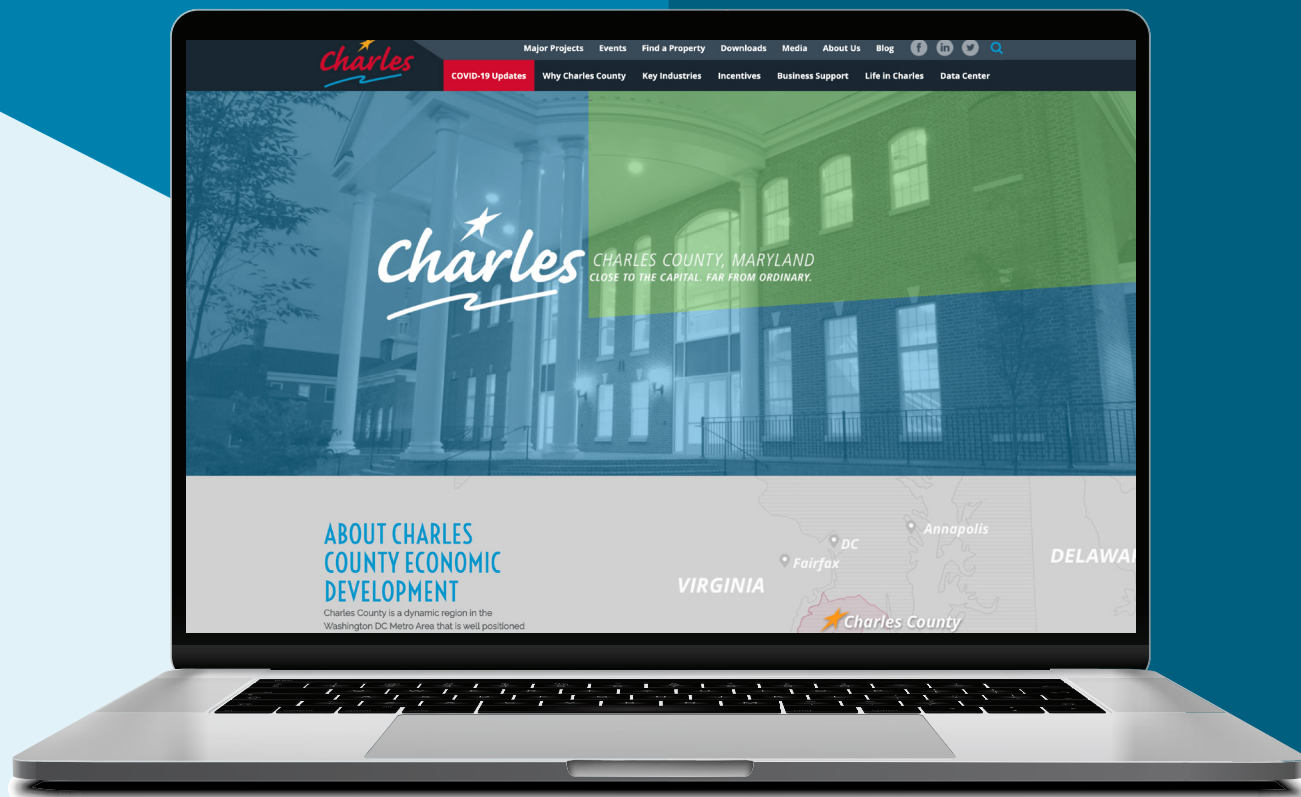 Charles
Major Projects Events Find a Property Downloads Media About Us Blog
COVID-19 Updates Why Charles County Key Industries Incentives Business Support Life in Charles Data Center
Charles
CHARLES COUNTY, MARYLAND
CLOSE TO THE CAPITAL. FAR FROM ORDINARY.
ABOUT CHARLES
COUNTY ECONOMIC
DEVELOPMENT
Charles County is a dynamic region in the
Washington DC Metro Area that is well positioned
Annapolis
DC
Fairfax
DELAWA
VIRGINIA
Charles County